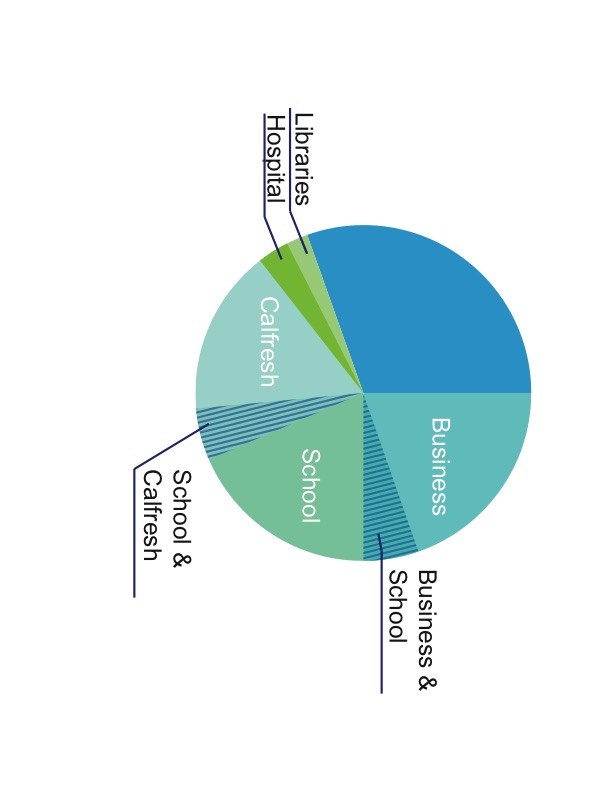 Business
Business &
School
School
School &
Calfresh
Calfresh
Hospital
Libraries